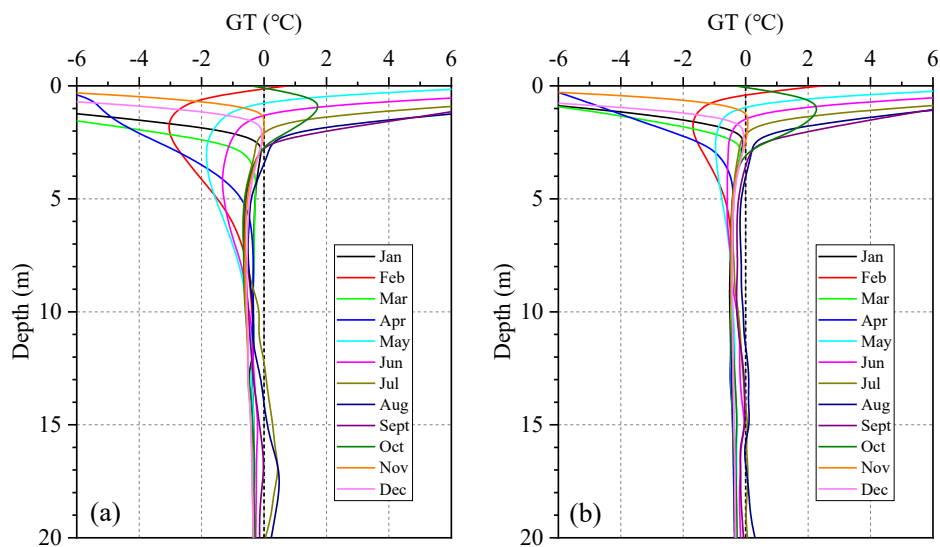 GT (℃)
-6 -4 -2 0 2 4 6
0
5
10
15
20
Depth (m)
Jan
Feb
Mar
Apr
May
Jun
Jul
Aug
Sept
Oct
Nov
Dec
(a)
GT (℃)
-6 -4 -2 0 2 4 6
0
5
10
15
20
Depth (m)
Jan
Feb
Mar
Apr
May
Jun
Jul
Aug
Sept
Oct
Nov
Dec
(b)